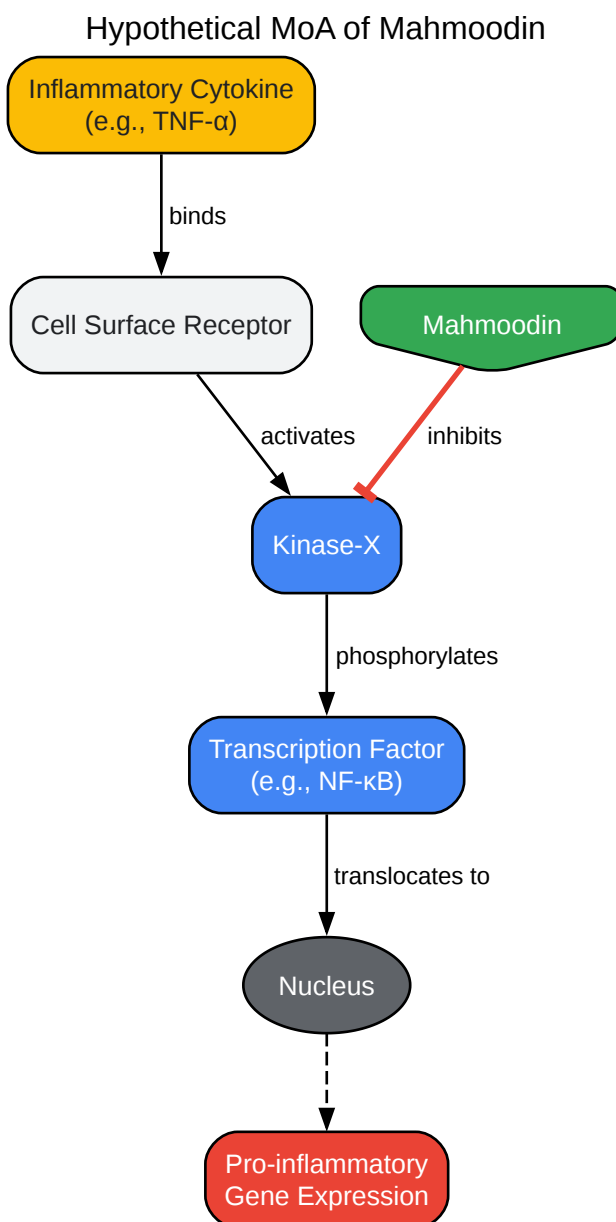 Hypothetical MoA of Mahmoodin
Inflammatory Cytokine
(e.g., TNF-α)
binds
Cell Surface Receptor
Mahmoodin
activates
inhibits
Kinase-X
phosphorylates
Transcription Factor
(e.g., NF-κB)
translocates to
Nucleus
Pro-inflammatory
Gene Expression